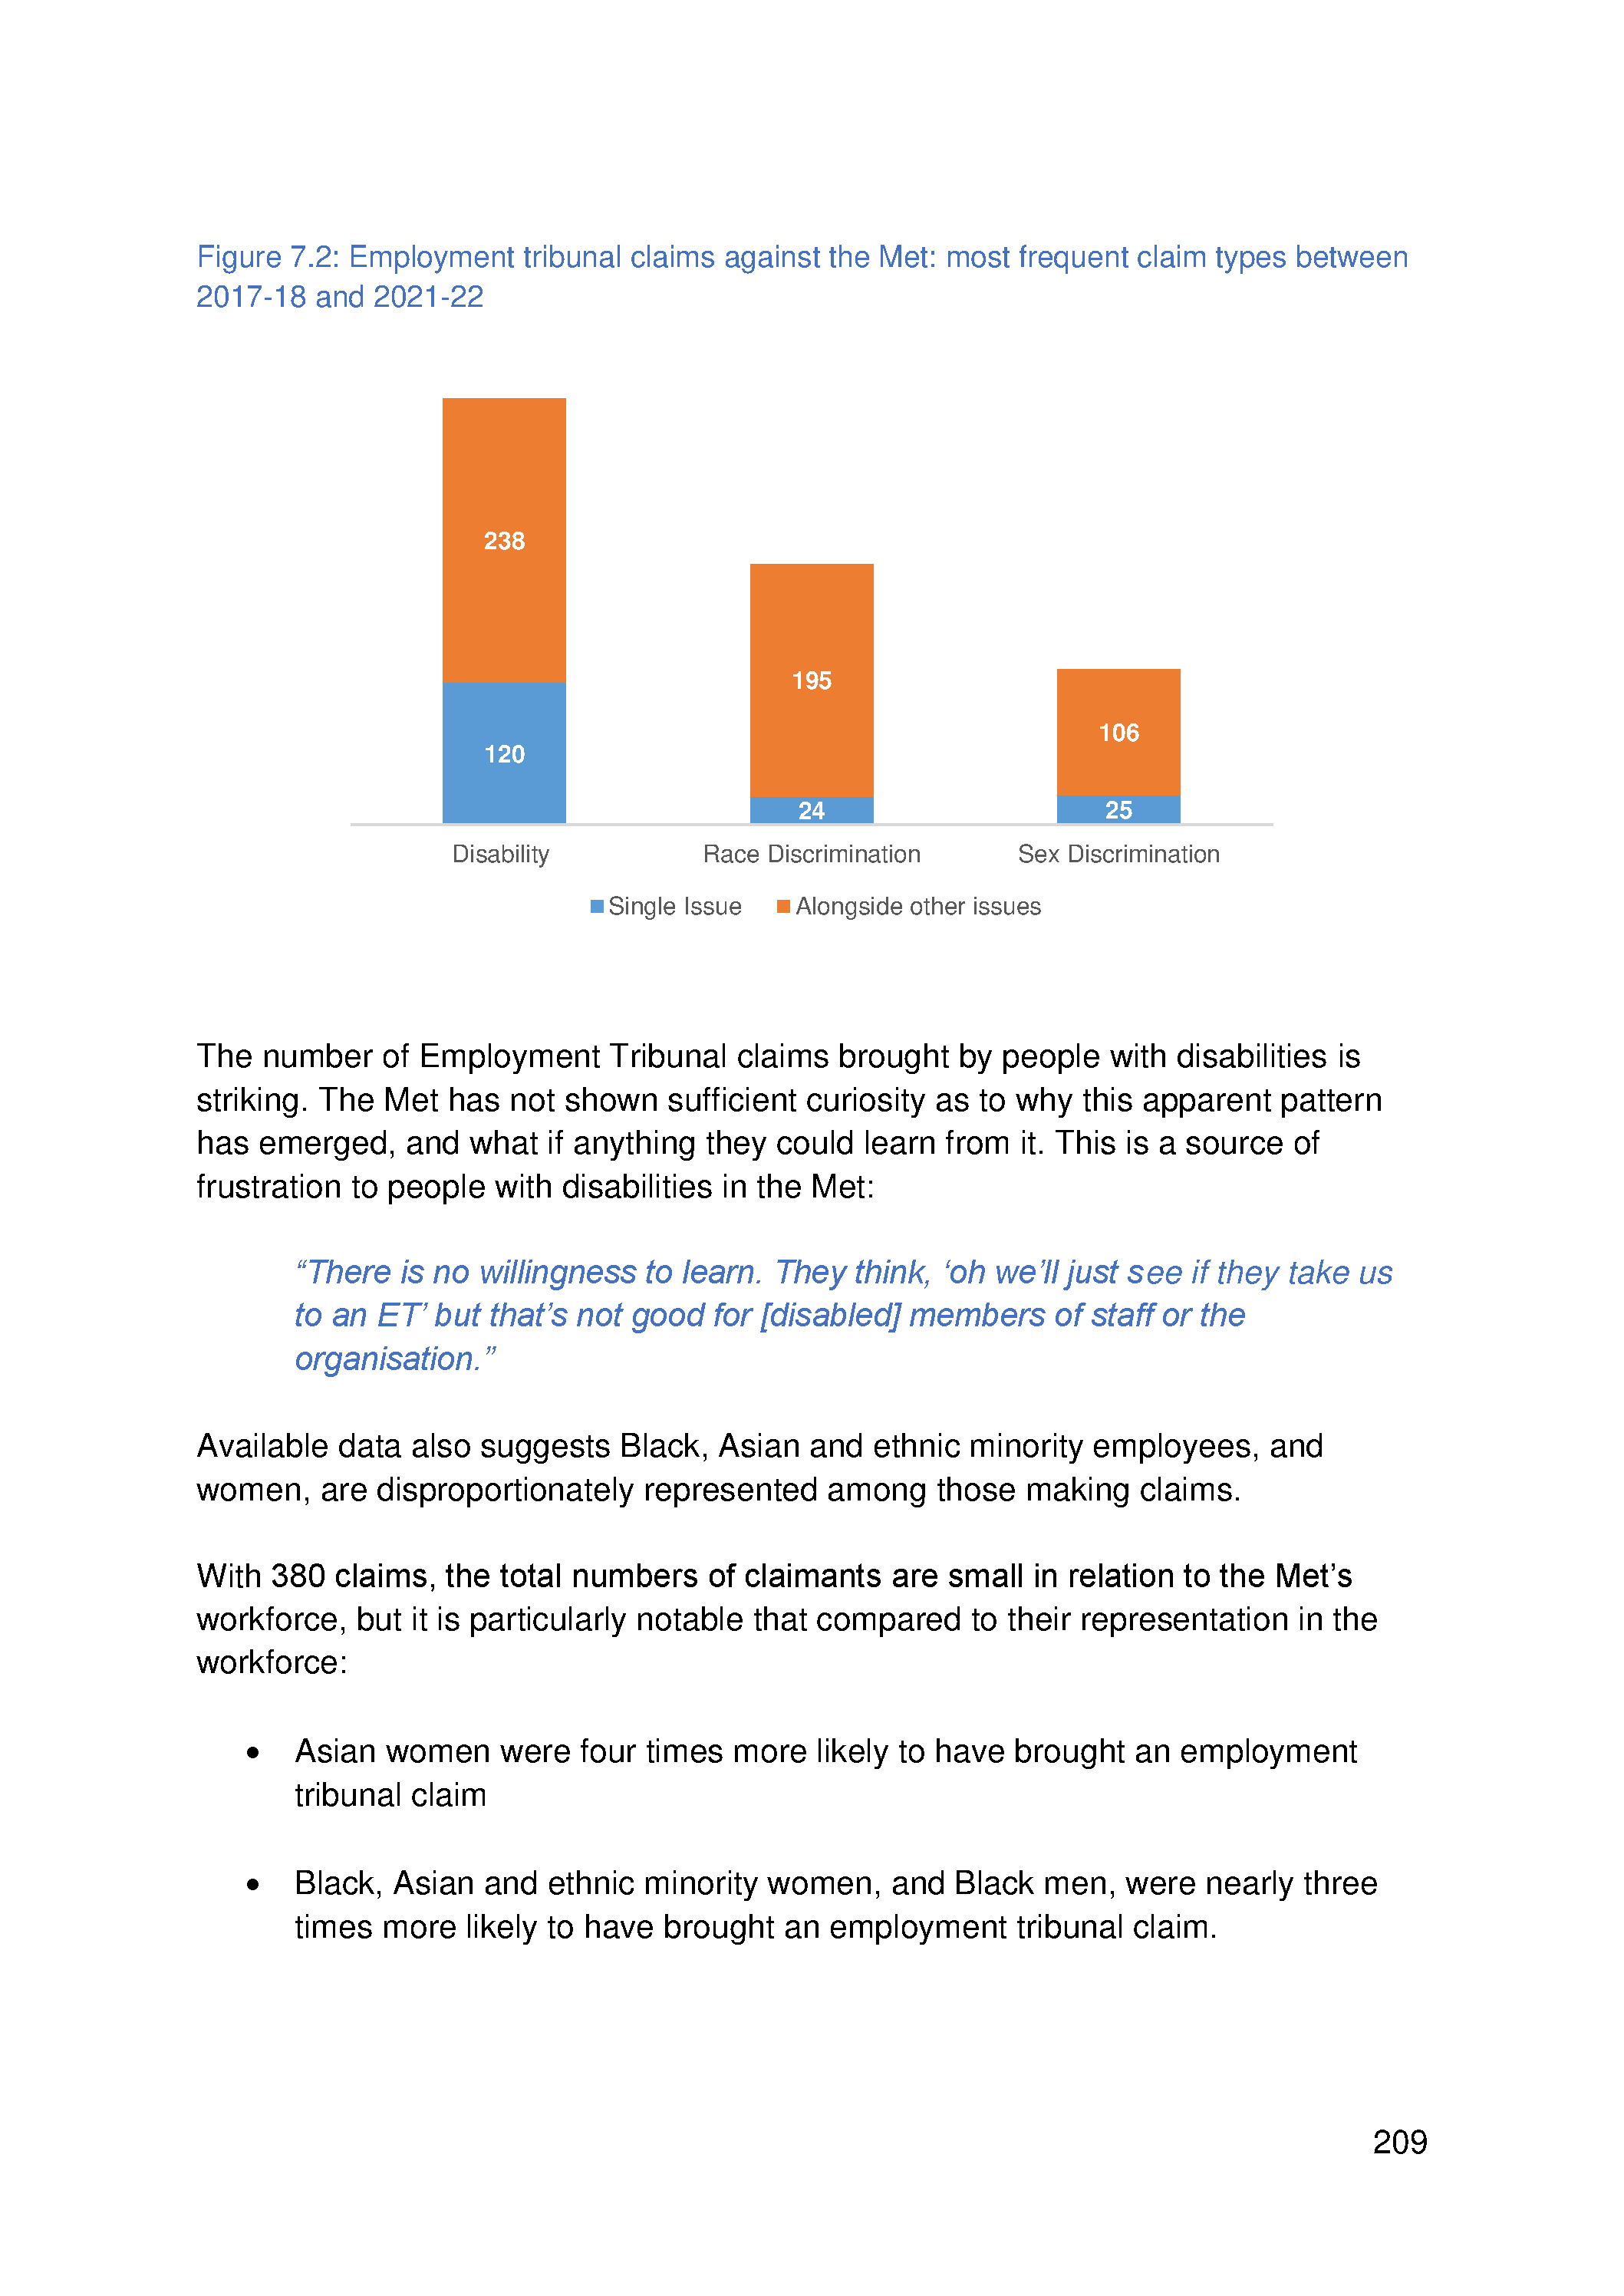 Figure 7.2: Employment tribunal claims against the Met: most frequent claim types between
2017-18 and 2021-22
238
195
106
120
24
25
Disability
Race Discrimination
Sex Discrimination
Single Issue
Alongside other issues
The number of Employment Tribunal claims brought by people with disabilities is
striking. The Met has not shown sufficient curiosity as to why this apparent pattern
has emerged, and what if anything they could learn from it. This is a source of
frustration to people with disabilities in the Met:
“There is no willingness to learn. They think, ‘oh we’ll just see if they take us
to an ET’ but that’s not good for [disabled] members of staff or the
organisation.”
Available data also suggests Black, Asian and ethnic minority employees, and
women, are disproportionately represented among those making claims.
With 380 claims, the total numbers of claimants are small in relation to the Met’s
workforce, but it is particularly notable that compared to their representation in the
workforce:
• Asian women were four times more likely to have brought an employment
tribunal claim
• Black, Asian and ethnic minority women, and Black men, were nearly three
times more likely to have brought an employment tribunal claim.
209